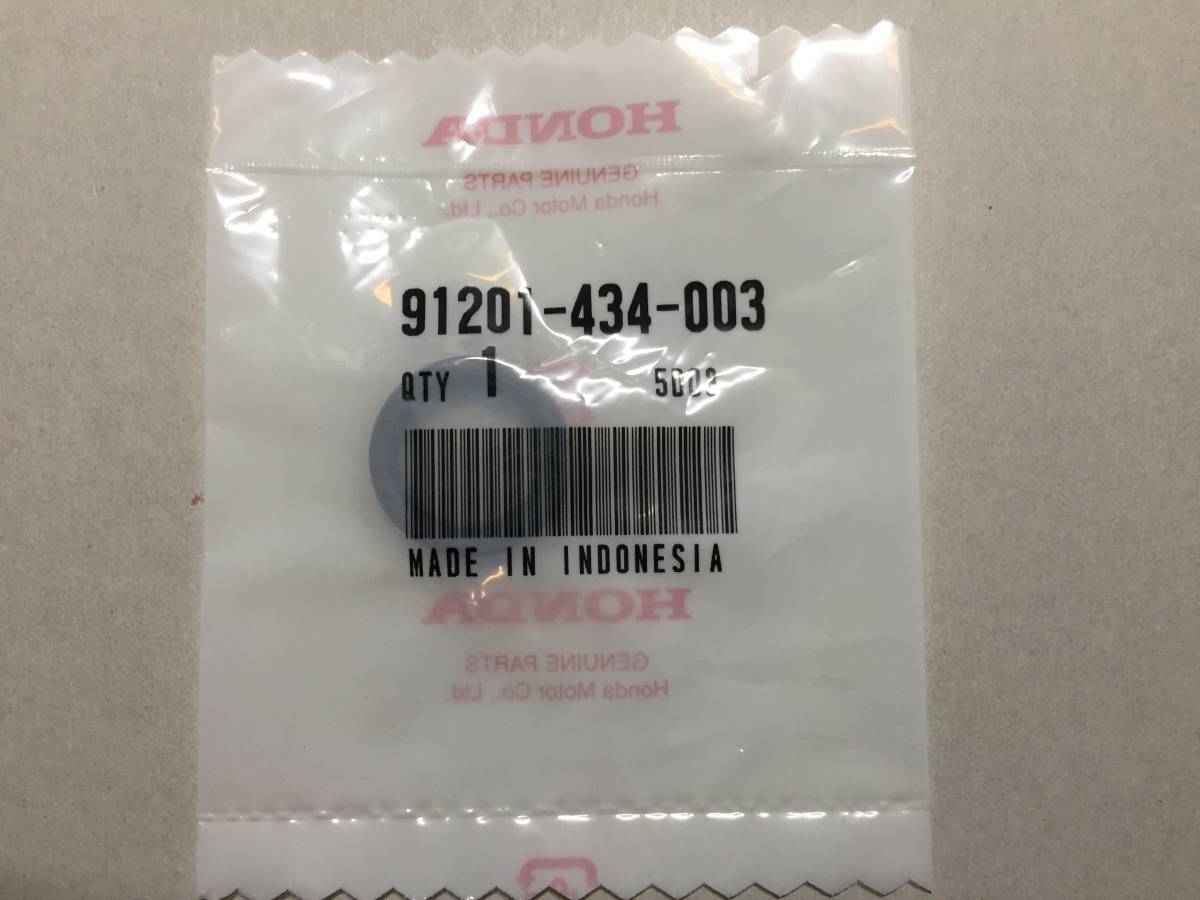 HONDA
GENUINE PARTS
Honda Motor Co., Ltd.
91201-434-003
QTY 1
MADE IN INDONESIA
HONDA
GENUINE PARTS
Honda Motor Co., Ltd.